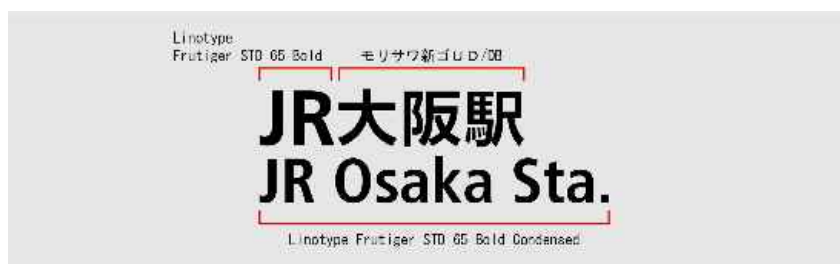 Linotype
Frutiger STD 65 Bold モリサワ新ゴUD/DB
JR大阪駅
JR Osaka Sta.
Linotype Frutiger STD 65 Bold Condensed